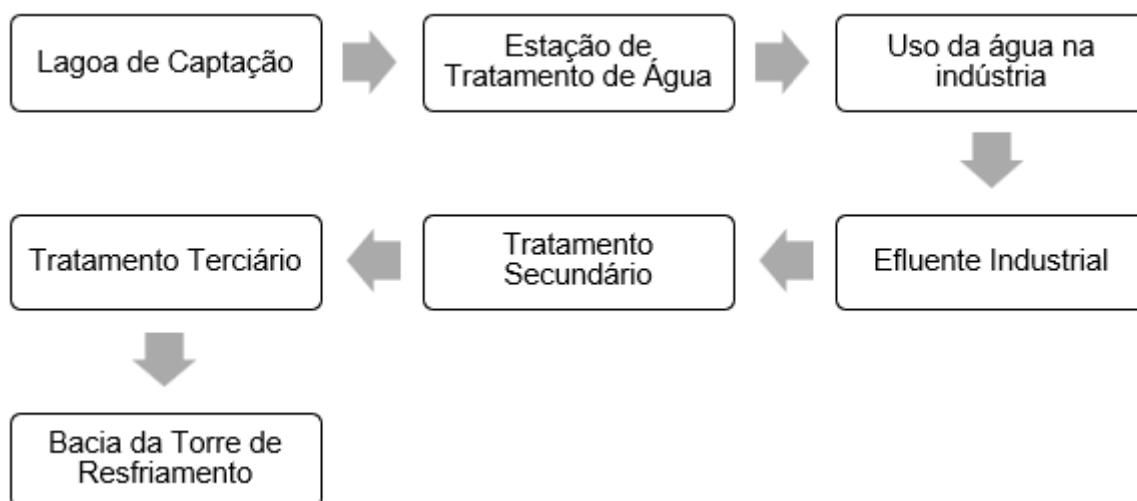 Lagoa de Captação
Estação de
Tratamento de Água
Uso da água na
indústria
Efluente Industrial
Tratamento
Secundário
Tratamento Terciário
Bacia da Torre de
Resfriamento